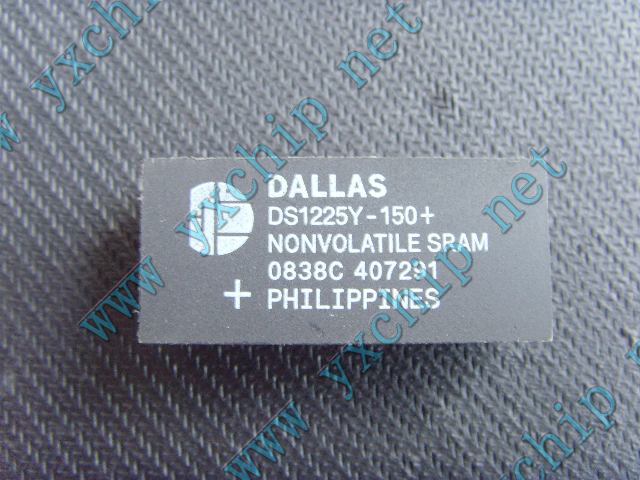 www yxchip net
DALLAS
DS1225Y-150+
NONVOLATILE SRAM
0838C 407291
+ PHILIPPINES
www yxchip net
www yxchip net